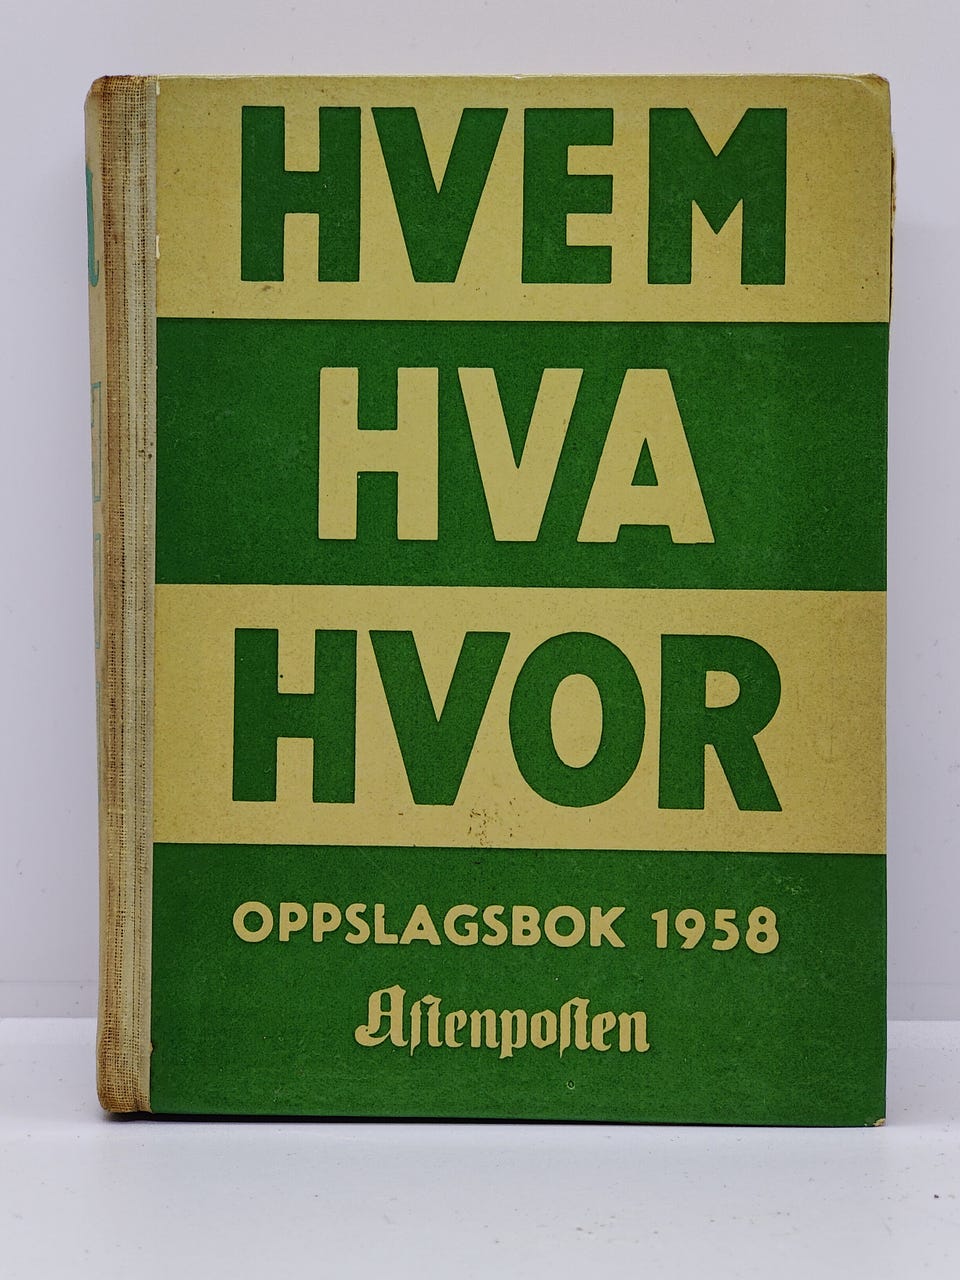 HVEM
HVA
HVOR
OPPSLAGSBOK 1958
Aftenposten